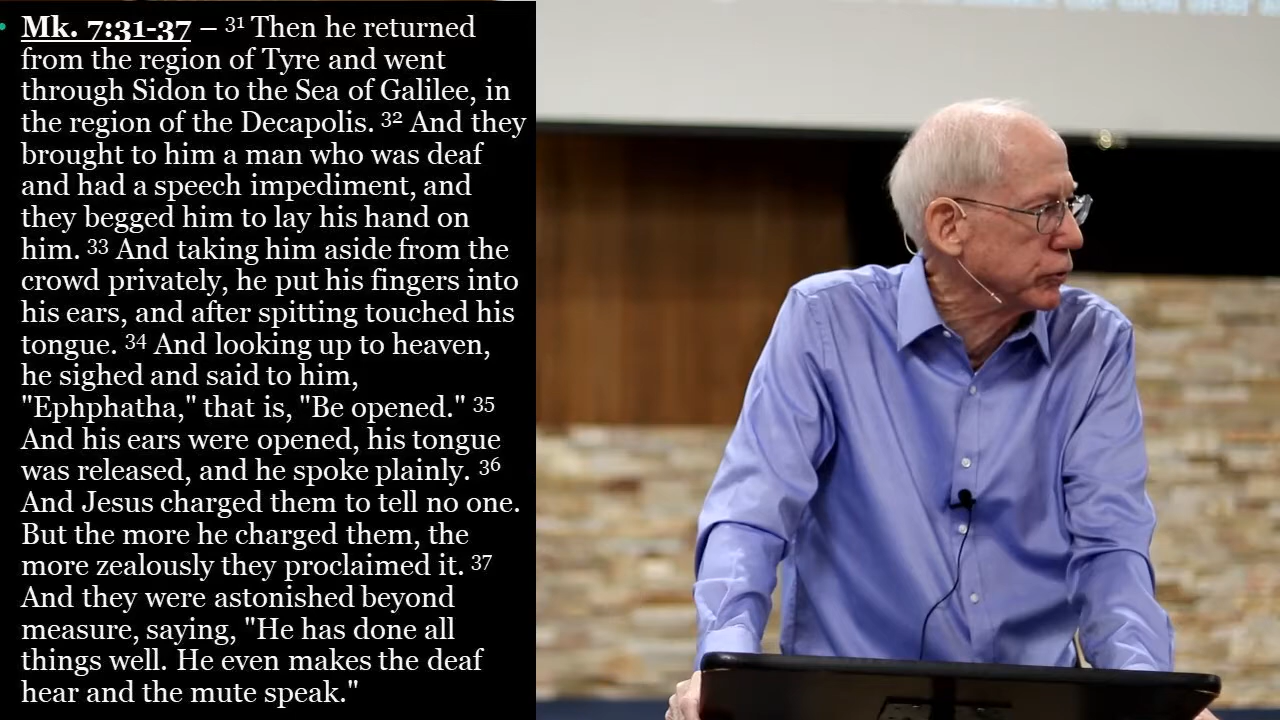 Mk. 7:31-37 – ³¹ Then he returned
from the region of Tyre and went
through Sidon to the Sea of Galilee, in
the region of the Decapolis. ³² And they
brought to him a man who was deaf
and had a speech impediment, and
they begged him to lay his hand on
him. ³³ And taking him aside from the
crowd privately, he put his fingers into
his ears, and after spitting touched his
tongue. ³⁴ And looking up to heaven,
he sighed and said to him,
"Ephphatha," that is, "Be opened." ³⁵
And his ears were opened, his tongue
was released, and he spoke plainly. ³⁶
And Jesus charged them to tell no one.
But the more he charged them, the
more zealously they proclaimed it. ³⁷
And they were astonished beyond
measure, saying, "He has done all
things well. He even makes the deaf
hear and the mute speak."